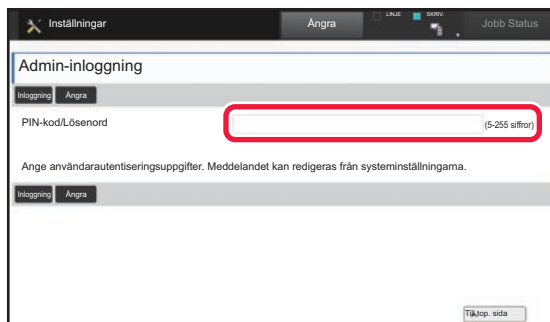 Inställningar
Ångra
LINJE
SKRIV.
Jobb Status
Admin-inloggning
Inloggning
Ångra
PIN-kod/Lösenord
(5-255 siffror)
Ange användarautentiseringsuppgifter. Meddelandet kan redigeras från systeminställningarna.
Inloggning
Ångra
Till top. sida